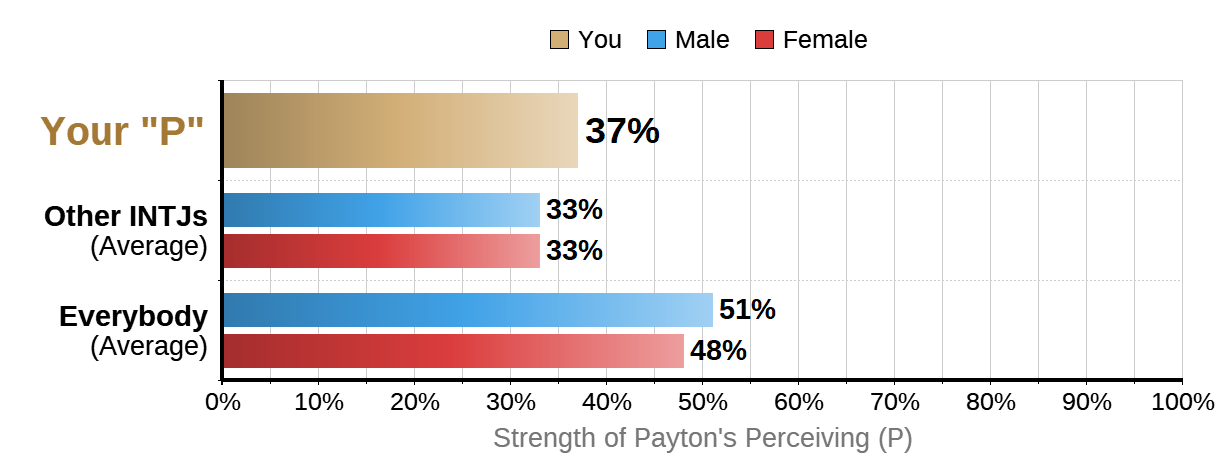 You Male Female
Your "P" 37%
Other INTJs
(Average)
33%
33%
Everybody
(Average)
51%
48%
0% 10% 20% 30% 40% 50% 60% 70% 80% 90% 100%
Strength of Payton's Perceiving (P)